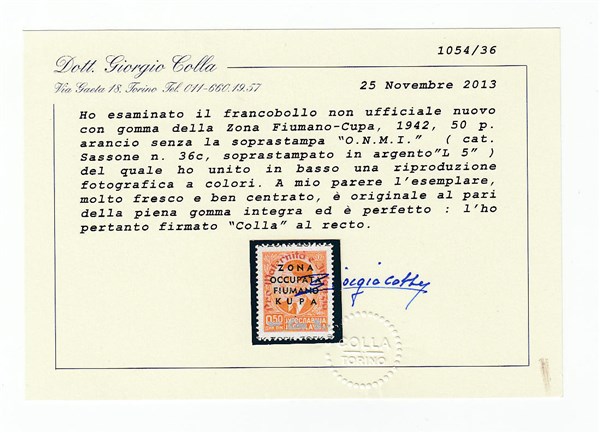 1054/36
Dott. Giorgio Colla
Via Gaeta 18, Torino Tel. 011-660.19.57
25 Novembre 2013
Ho esaminato il francobollo non ufficiale nuovo
con gomma della Zona Fiumano-Cupa, 1942, 50 p.
arancio senza la soprastampa "O.N.M.I." ( cat.
Sassone n. 36c, soprastampato in argento"L 5" )
del quale ho unito in basso una riproduzione
fotografica a colori. A mio parere l'esemplare,
molto fresco e ben centrato, è originale al pari
della piena gomma integra ed è perfetto : l'ho
pertanto firmato "Colla" al recto.
Pro Maternità e
ZONA
OCCUPATA
FIUMANO
KUPA
0.50
ЈУГОСЛАВИЈА
Giorgio Colla
COLLA
TORINO